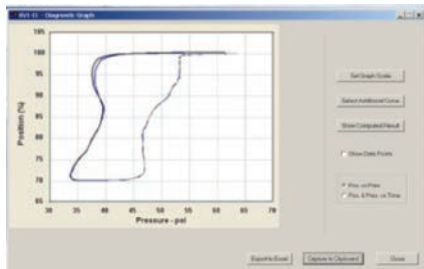 - Diagnostic Graph
105
100
95
90
85
80
75
70
65
Position (%)
30 35 40 45 50 55 60 65 70
Pressure - psi
Set Graph Scale
Select Additional Curve
Show Computed Result
Show Data Points
Pos. vs Pres
Pos. & Pres. vs Time
Export to Excel
Capture to Clipboard
Close